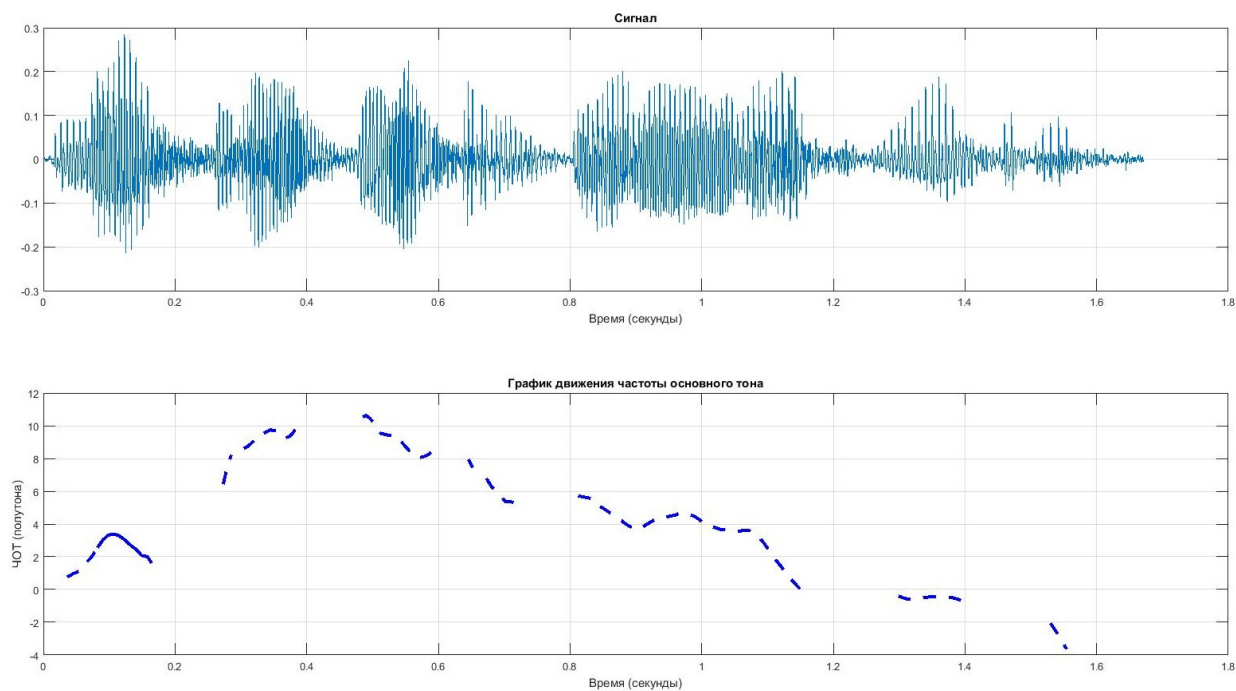 Сигнал
0.3
0.2
0.1
0
-0.1
-0.2
-0.3
0 0.2 0.4 0.6 0.8 1 1.2 1.4 1.6 1.8
Время (секунды)
График движения частоты основного тона
ЧОТ (полутона)
12
10
8
6
4
2
0
-2
-4
0 0.2 0.4 0.6 0.8 1 1.2 1.4 1.6 1.8
Время (секунды)